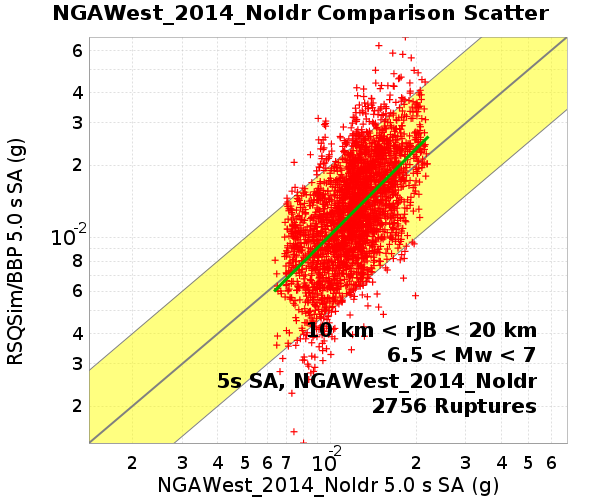 NGAWest_2014_NoIdr Comparison Scatter
RSQSim/BBP 5.0 s SA (g)
6
4
3
2
10-2
8
6
4
3
2
10 km < rJB < 20 km
6.5 < Mw < 7
5s SA, NGAWest_2014_NoIdr
2756 Ruptures
2 3 4 5 6 7 10-2 2 3 4 5 6
NGAWest_2014_NoIdr 5.0 s SA (g)